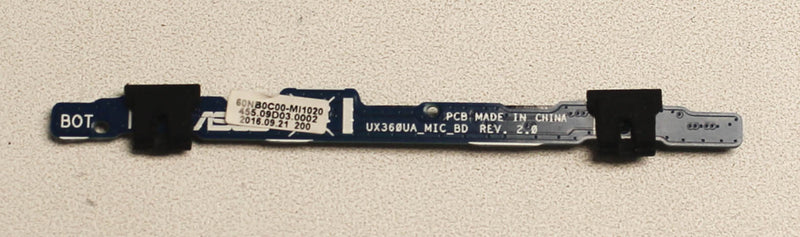 BOT
60NB0C00-MI1020
455.09D03.0002
2016.09.21 200
PCB MADE IN CHINA
UX360UA_MIC_BD REV. 2.0